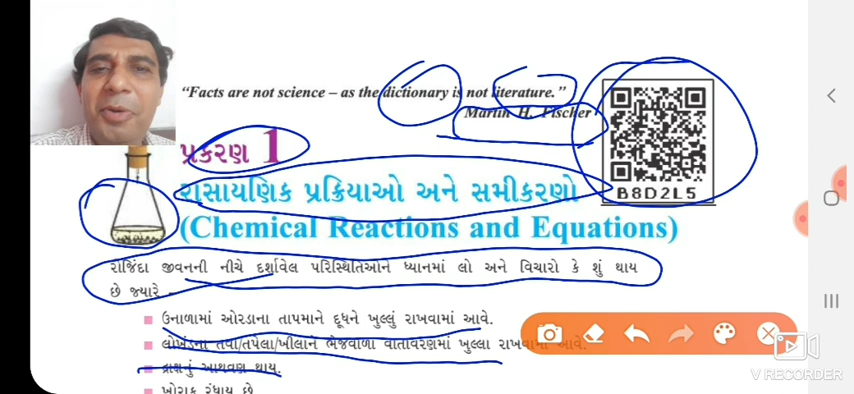 "Facts are not science – as the dictionary is not literature."
Martin H. Fischer
પ્રકરણ 1
B8D2L5
રાસાયણિક પ્રક્રિયાઓ અને સમીકરણો
(Chemical Reactions and Equations)
રોજિંદા જીવનની નીચે દર્શાવેલ પરિસ્થિતિઓને ધ્યાનમાં લો અને વિચારો કે શું થાય
છે જ્યારે -
ઉનાળામાં ઓરડાના તાપમાને દૂધને ખુલ્લું રાખવામાં આવે.
લોખંડના તવા/તપેલા/ખીલાને ભેજવાળા વાતાવરણમાં ખુલ્લા રાખવામાં આવે.
દ્રાક્ષનું આથવણ થાય.
ખોરાક રંધાય છે.
V RECORDER